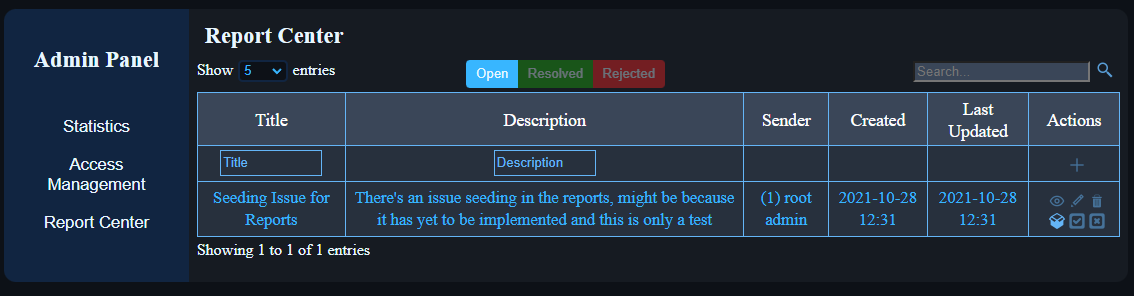 Admin Panel
Statistics
Access
Management
Report Center
Report Center
Show 5 entries
Open Resolved Rejected
Search...
Title Description Sender Created Last Updated Actions
Title Description
Seeding Issue for Reports
There's an issue seeding in the reports, might be because
it has yet to be implemented and this is only a test
(1) root admin
2021-10-28 12:31
2021-10-28 12:31
Showing 1 to 1 of 1 entries